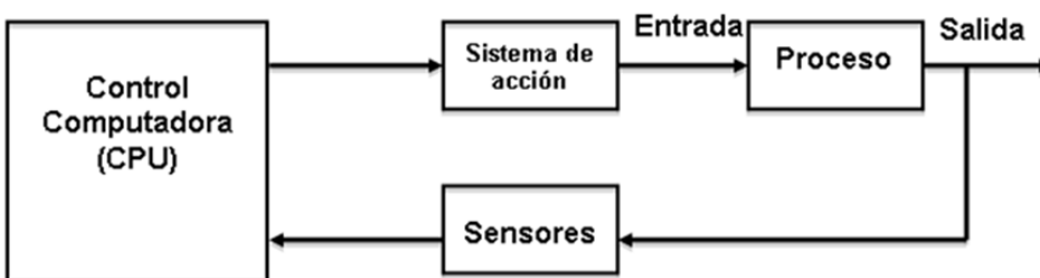 Control
Computadora
(CPU)
Sistema de
acción
Entrada
Proceso
Salida
Sensores